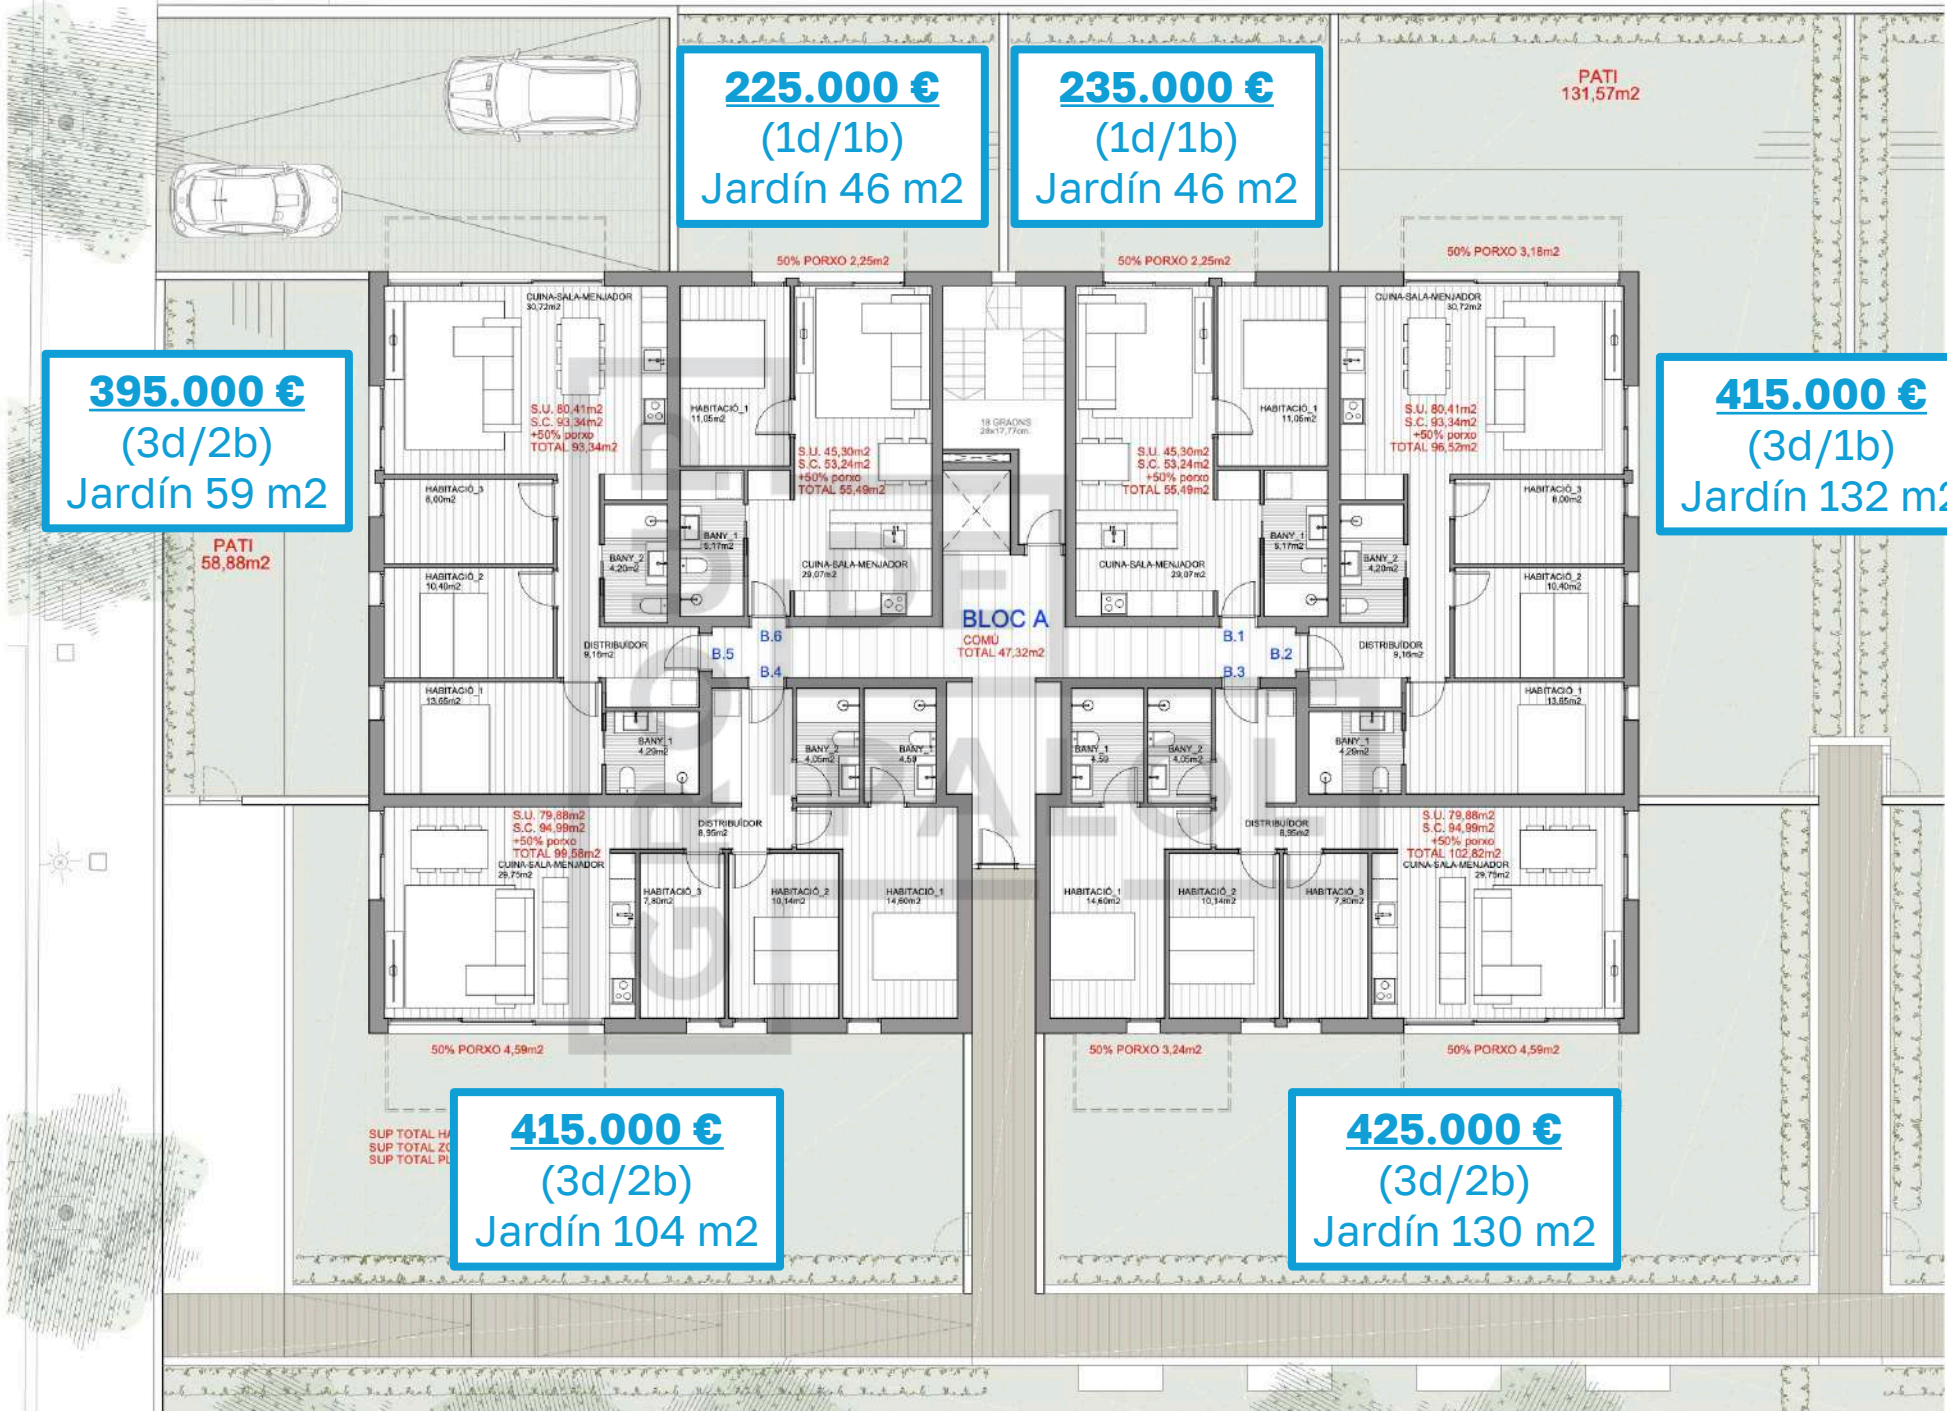 225.000 €
(1d/1b)
Jardín 46 m2
235.000 €
(1d/1b)
Jardín 46 m2
PATI
131,57m2
50% PORXO 2,25m2
50% PORXO 2,25m2
50% PORXO 3,18m2
395.000 €
(3d/2b)
Jardín 59 m2
PATI
58,88m2
415.000 €
(3d/1b)
Jardín 132 m2
CUINA-SALA-MENJADOR
30,72m2
S.U. 80,41m2
S.C. 93,34m2
+50% porxo
TOTAL 93,34m2
HABITACIÓ_3
8,00m2
HABITACIÓ_2
10,40m2
HABITACIÓ_1
13,65m2
BANY_2
4,20m2
DISTRIBUÏDOR
9,16m2
BANY_1
4,29m2
HABITACIÓ_1
11,05m2
S.U. 45,30m2
S.C. 53,24m2
+50% porxo
TOTAL 55,49m2
BANY_1
5,17m2
CUINA-SALA-MENJADOR
29,07m2
18 GRAONS
28x17,77cm.
HABITACIÓ_1
11,05m2
S.U. 45,30m2
S.C. 53,24m2
+50% porxo
TOTAL 55,49m2
BANY_1
5,17m2
CUINA-SALA-MENJADOR
29,07m2
CUINA-SALA-MENJADOR
30,72m2
S.U. 80,41m2
S.C. 93,34m2
+50% porxo
TOTAL 96,52m2
HABITACIÓ_3
8,00m2
BANY_2
4,20m2
HABITACIÓ_2
10,40m2
DISTRIBUÏDOR
9,16m2
HABITACIÓ_1
13,65m2
BANY_1
4,29m2
BLOC A
COMÚ
TOTAL 47,32m2
B.6
B.5
B.4
B.1
B.2
B.3
GRUP DE PALOL
BANY_2
4,05m2
BANY_1
4,59
BANY_1
4,59
BANY_2
4,05m2
S.U. 79,88m2
S.C. 94,99m2
+50% porxo
TOTAL 99,58m2
CUINA-SALA-MENJADOR
29,75m2
DISTRIBUÏDOR
8,95m2
HABITACIÓ_3
7,80m2
HABITACIÓ_2
10,14m2
HABITACIÓ_1
14,60m2
HABITACIÓ_1
14,60m2
HABITACIÓ_2
10,14m2
HABITACIÓ_3
7,80m2
DISTRIBUÏDOR
8,95m2
S.U. 79,88m2
S.C. 94,99m2
+50% porxo
TOTAL 102,82m2
CUINA-SALA-MENJADOR
29,75m2
50% PORXO 4,59m2
50% PORXO 3,24m2
50% PORXO 4,59m2
SUP TOTAL
SUP TOTAL
SUP TOTAL
415.000 €
(3d/2b)
Jardín 104 m2
425.000 €
(3d/2b)
Jardín 130 m2